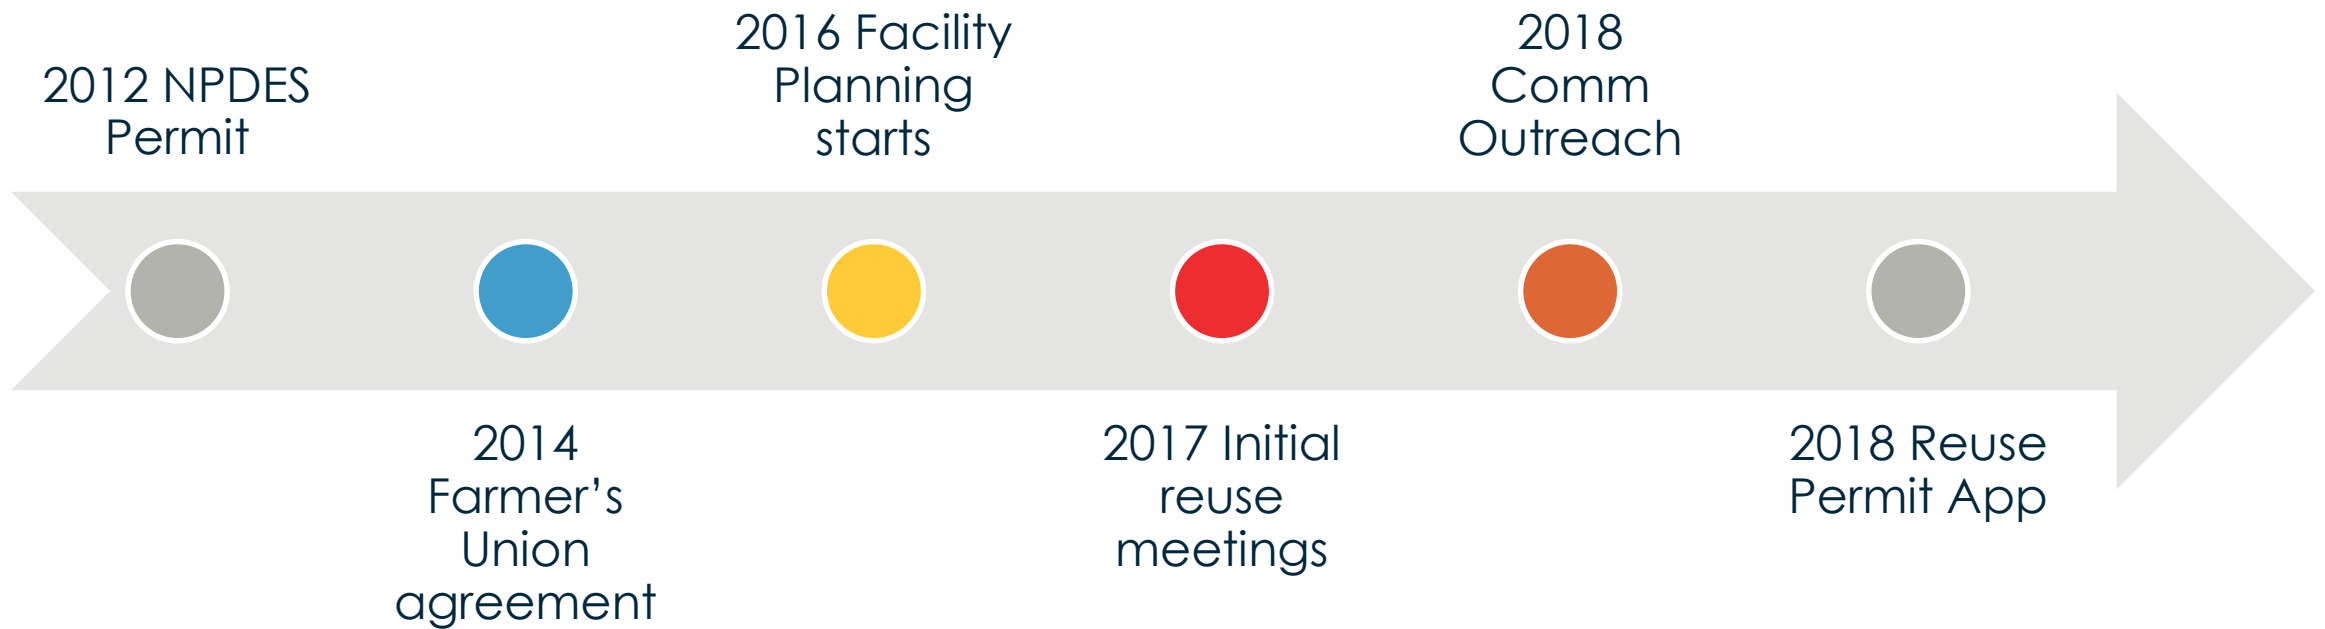 2012 NPDES
Permit
2014
Farmer’s
Union
agreement
2016 Facility
Planning
starts
2017 Initial
reuse
meetings
2018
Comm
Outreach
2018 Reuse
Permit App